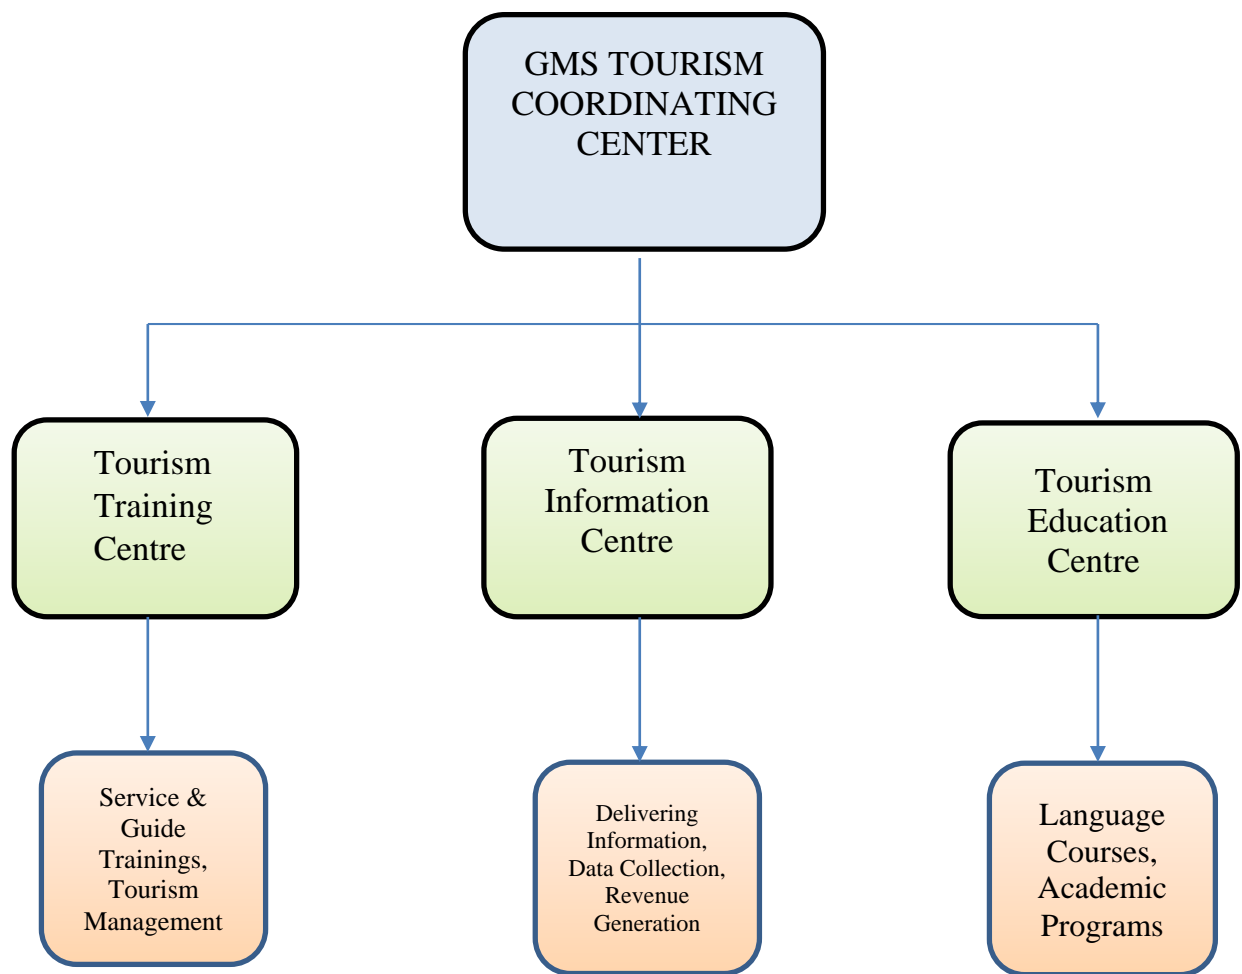 GMS TOURISM
COORDINATING
CENTER
Tourism
Training
Centre
Tourism
Information
Centre
Tourism
Education
Centre
Service &
Guide
Trainings,
Tourism
Management
Delivering
Information,
Data Collection,
Revenue
Generation
Language
Courses,
Academic
Programs